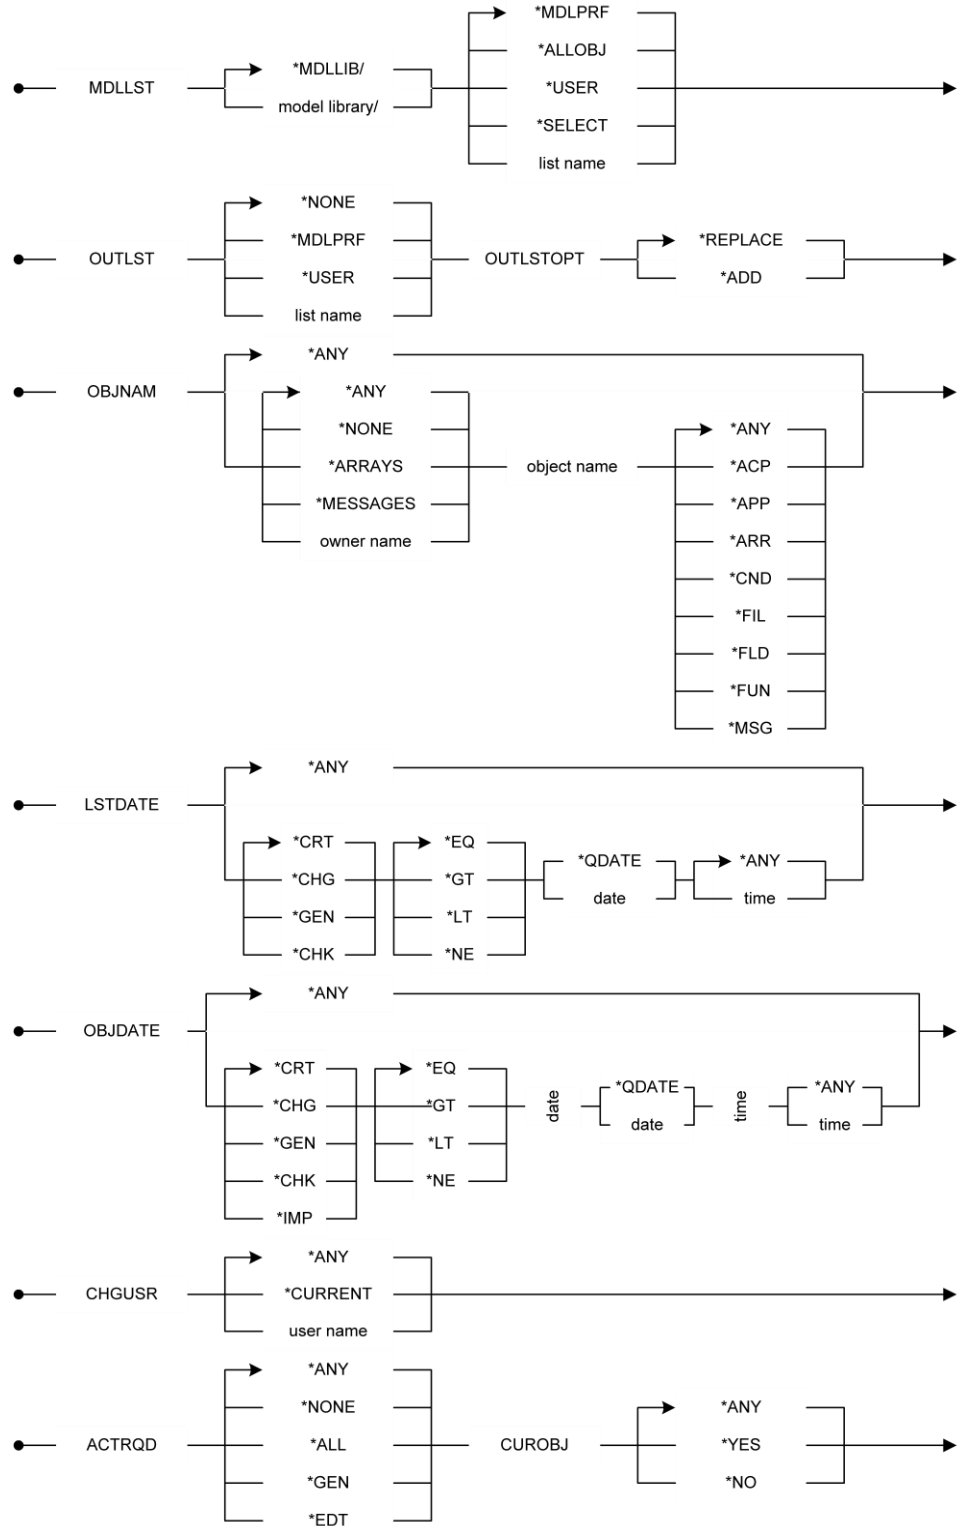 *MDLPRF
*ALLOBJ
MDLLST *MDLLIB/ *USER
model library/ *SELECT
list name
*NONE
*MDLPRF
OUTLST OUTLSTOPT *REPLACE
*USER *ADD
list name
*ANY
OBJNAM *ANY
*NONE *ANY
*ARRAYS object name *ACP
*MESSAGES *APP
owner name *ARR
*CND
*FIL
*FLD
*FUN
*MSG
*ANY
LSTDATE
*CRT *EQ
*CHG *GT *QDATE *ANY
date time
*GEN *LT
*CHK *NE
*ANY
OBJDATE
*CRT *EQ
*CHG *GT date *QDATE time *ANY
date time
*GEN *LT
*CHK *NE
*IMP
*ANY
CHGUSR *CURRENT
user name
*ANY
*NONE *ANY
ACTRQD *ALL CUROBJ *YES
*GEN *NO
*EDT